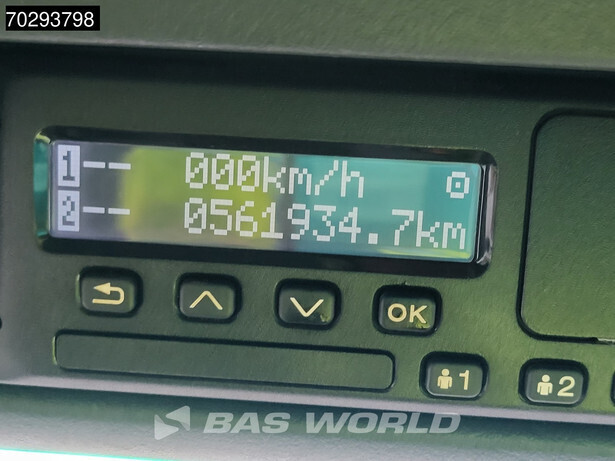 70293798
1 -- 000km/h
2 -- 0561934.7km
OK
1
2
BAS WORLD